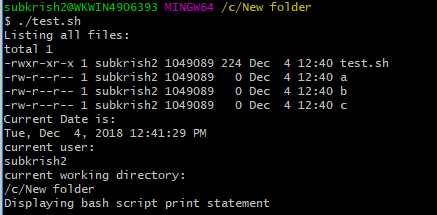 subkrish2@WKWIN4906393 MINGW64 /c/New folder
$ ./test.sh
Listing all files:
total 1
-rwxr-xr-x 1 subkrish2 1049089 224 Dec  4 12:40 test.sh
-rw-r--r-- 1 subkrish2 1049089   0 Dec  4 12:40 a
-rw-r--r-- 1 subkrish2 1049089   0 Dec  4 12:40 b
-rw-r--r-- 1 subkrish2 1049089   0 Dec  4 12:40 c
Current Date is:
Tue, Dec  4, 2018 12:41:29 PM
current user:
subkrish2
current working directory:
/c/New folder
Displaying bash script print statement